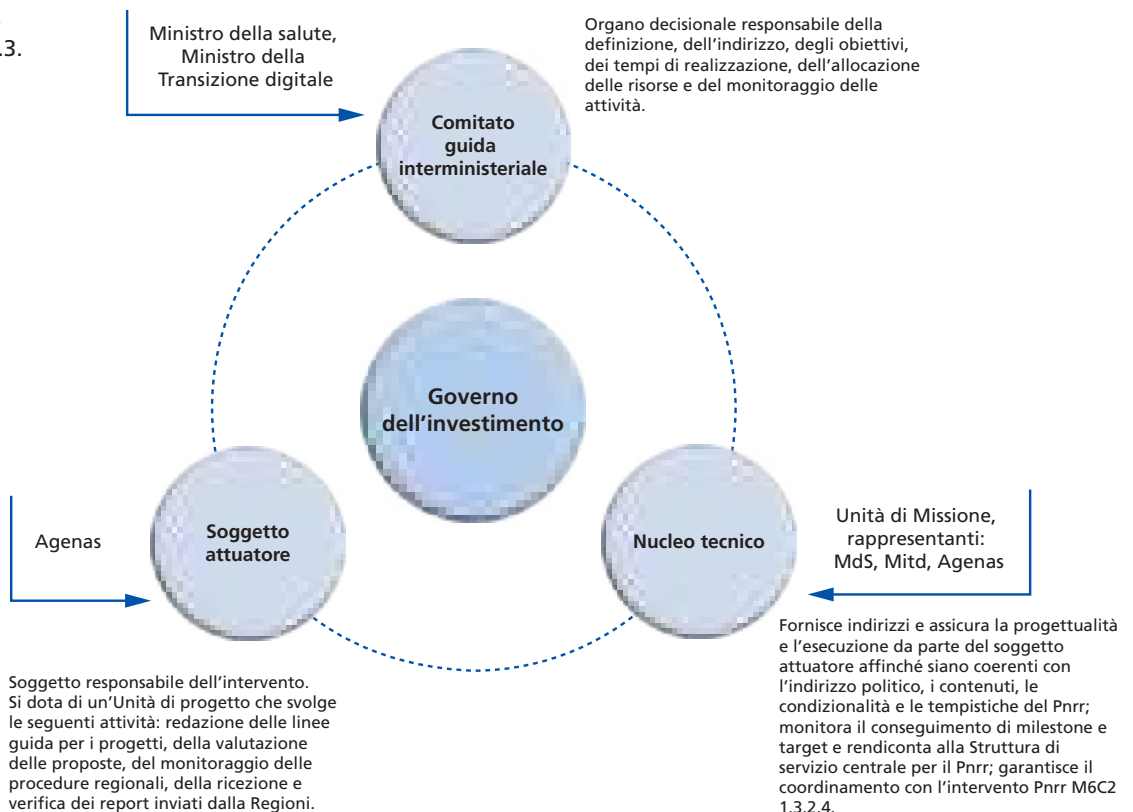 .3.
Ministro della salute,
Ministro della
Transizione digitale
Organo decisionale responsabile della
definizione, dell'indirizzo, degli obiettivi,
dei tempi di realizzazione, dell'allocazione
delle risorse e del monitoraggio delle
attività.
Comitato
guida
interministeriale
Governo
dell'investimento
Agenas
Soggetto
attuatore
Nucleo tecnico
Unità di Missione,
rappresentanti:
MdS, Mitd, Agenas
Soggetto responsabile dell'intervento.
Si dota di un'Unità di progetto che svolge
le seguenti attività: redazione delle linee
guida per i progetti, della valutazione
delle proposte, del monitoraggio delle
procedure regionali, della ricezione e
verifica dei report inviati dalla Regioni.
Fornisce indirizzi e assicura la progettualità
e l'esecuzione da parte del soggetto
attuatore affinché siano coerenti con
l'indirizzo politico, i contenuti, le
condizionalità e le tempistiche del Pnrr;
monitora il conseguimento di milestone e
target e rendiconta alla Struttura di
servizio centrale per il Pnrr; garantisce il
coordinamento con l'intervento Pnrr M6C2
1.3.2.4.